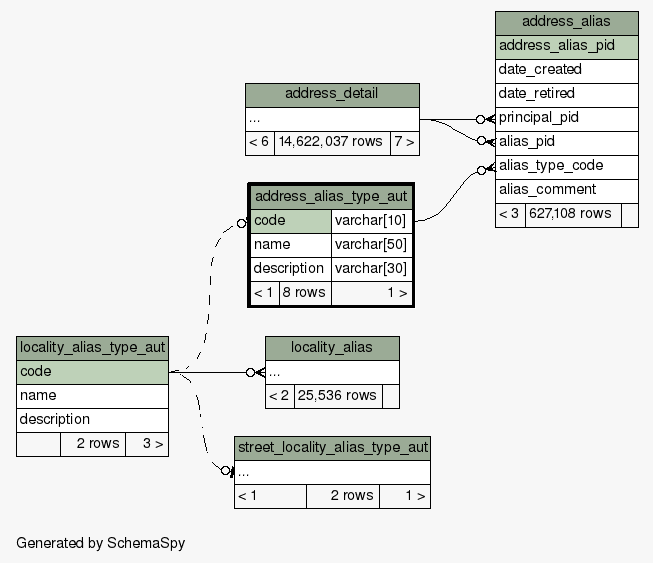 address_alias
address_alias_pid
date_created
date_retired
principal_pid
alias_pid
alias_type_code
alias_comment
< 3 627,108 rows
address_detail
...
< 6 14,622,037 rows 7 >
address_alias_type_aut
code varchar[10]
name varchar[50]
description varchar[30]
< 1 8 rows 1 >
locality_alias_type_aut
code
name
description
2 rows 3 >
locality_alias
...
< 2 25,536 rows
street_locality_alias_type_aut
...
< 1 2 rows 1 >
Generated by SchemaSpy